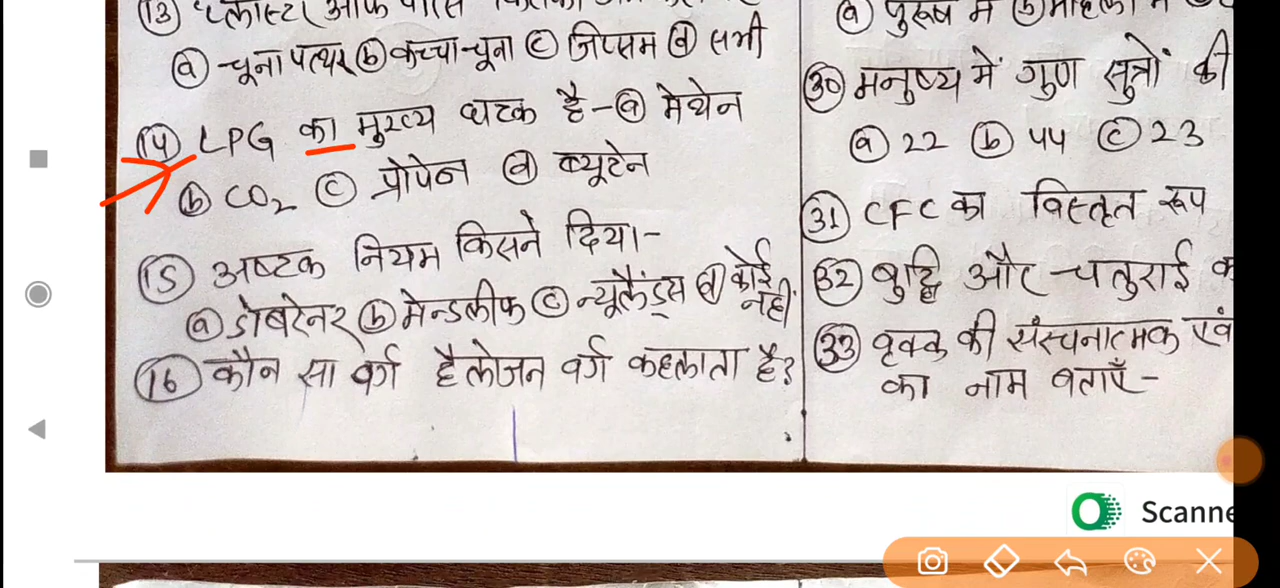 (13) प्लास्टर ऑफ पेरिस
(a) चूना पत्थर (b) कच्चा चूना (c) जिप्सम (d) सभी
(14) LPG का मुख्य घटक है - (a) मेथेन
(b) CO₂ (c) प्रोपेन (d) ब्यूटेन
(15) अष्टक नियम किसने दिया -
(a) डोबरेनर (b) मेन्डलीफ (c) न्यूलैंड्स (d) कोई नहीं
(16) कौन सा वर्ग हैलोजन वर्ग कहलाता है?
(a) पुरुष में (b) महिला में
(30) मनुष्य में गुण सुत्रों की
(a) 22 (b) 44 (c) 23
(31) CFC का विस्तृत रूप
(32) बुद्धि और चतुराई
(33) वृक्क की संरचनात्मक एवं
का नाम बताएँ -
Scanne